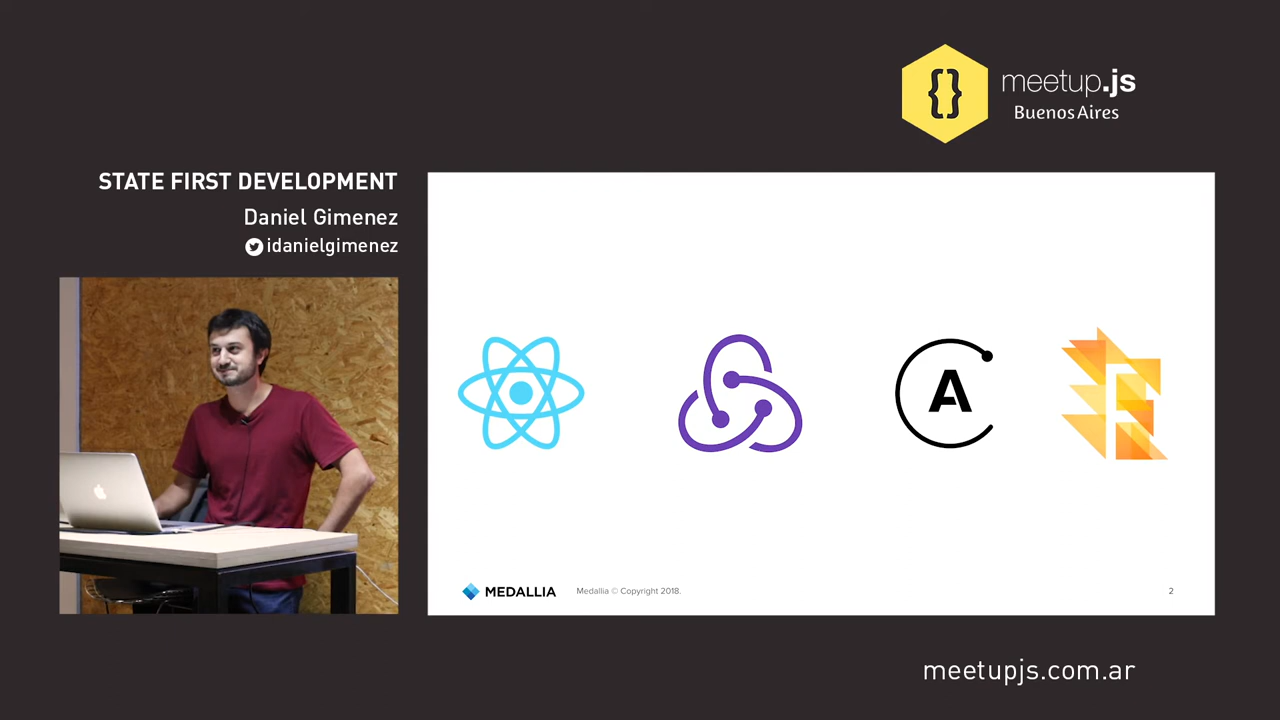 {}
meetup.js
Buenos Aires
STATE FIRST DEVELOPMENT
Daniel Gimenez
idanielgimenez
A
MEDALLIA
Medallia © Copyright 2018.
2
meetupjs.com.ar